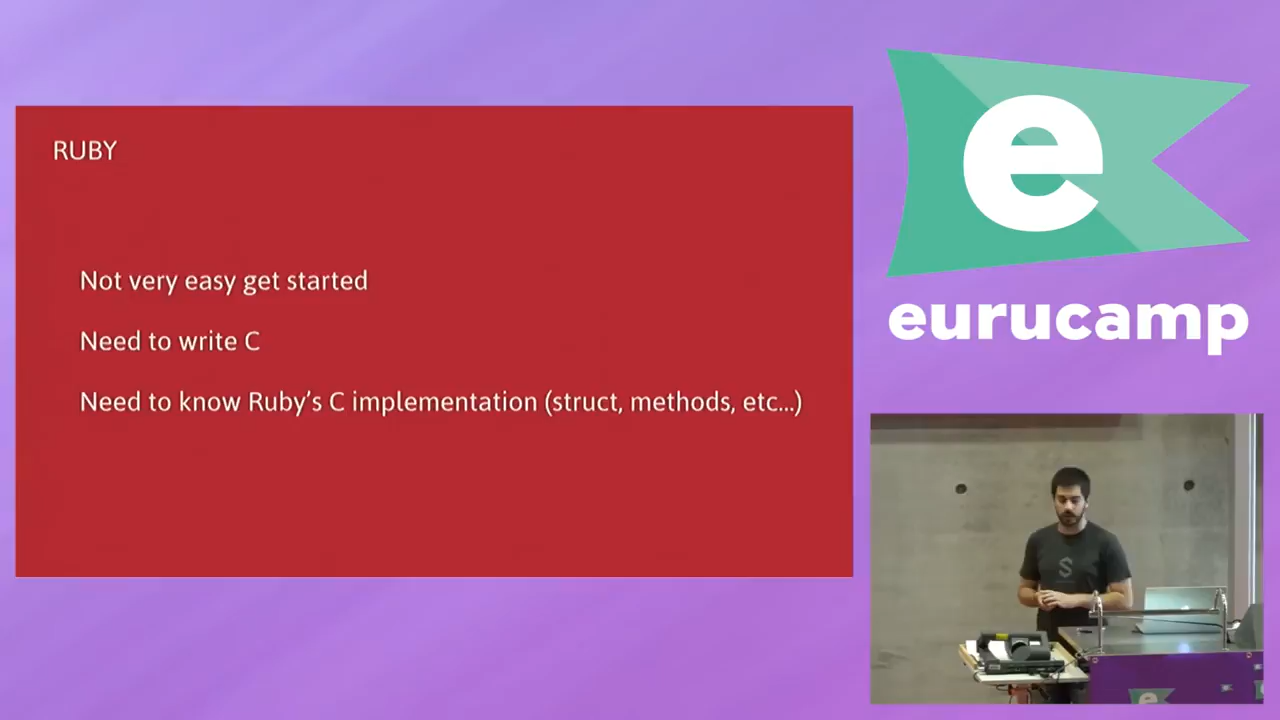 RUBY
Not very easy get started
Need to write C
Need to know Ruby's C implementation (struct, methods, etc...)
e
eurucamp
S
e